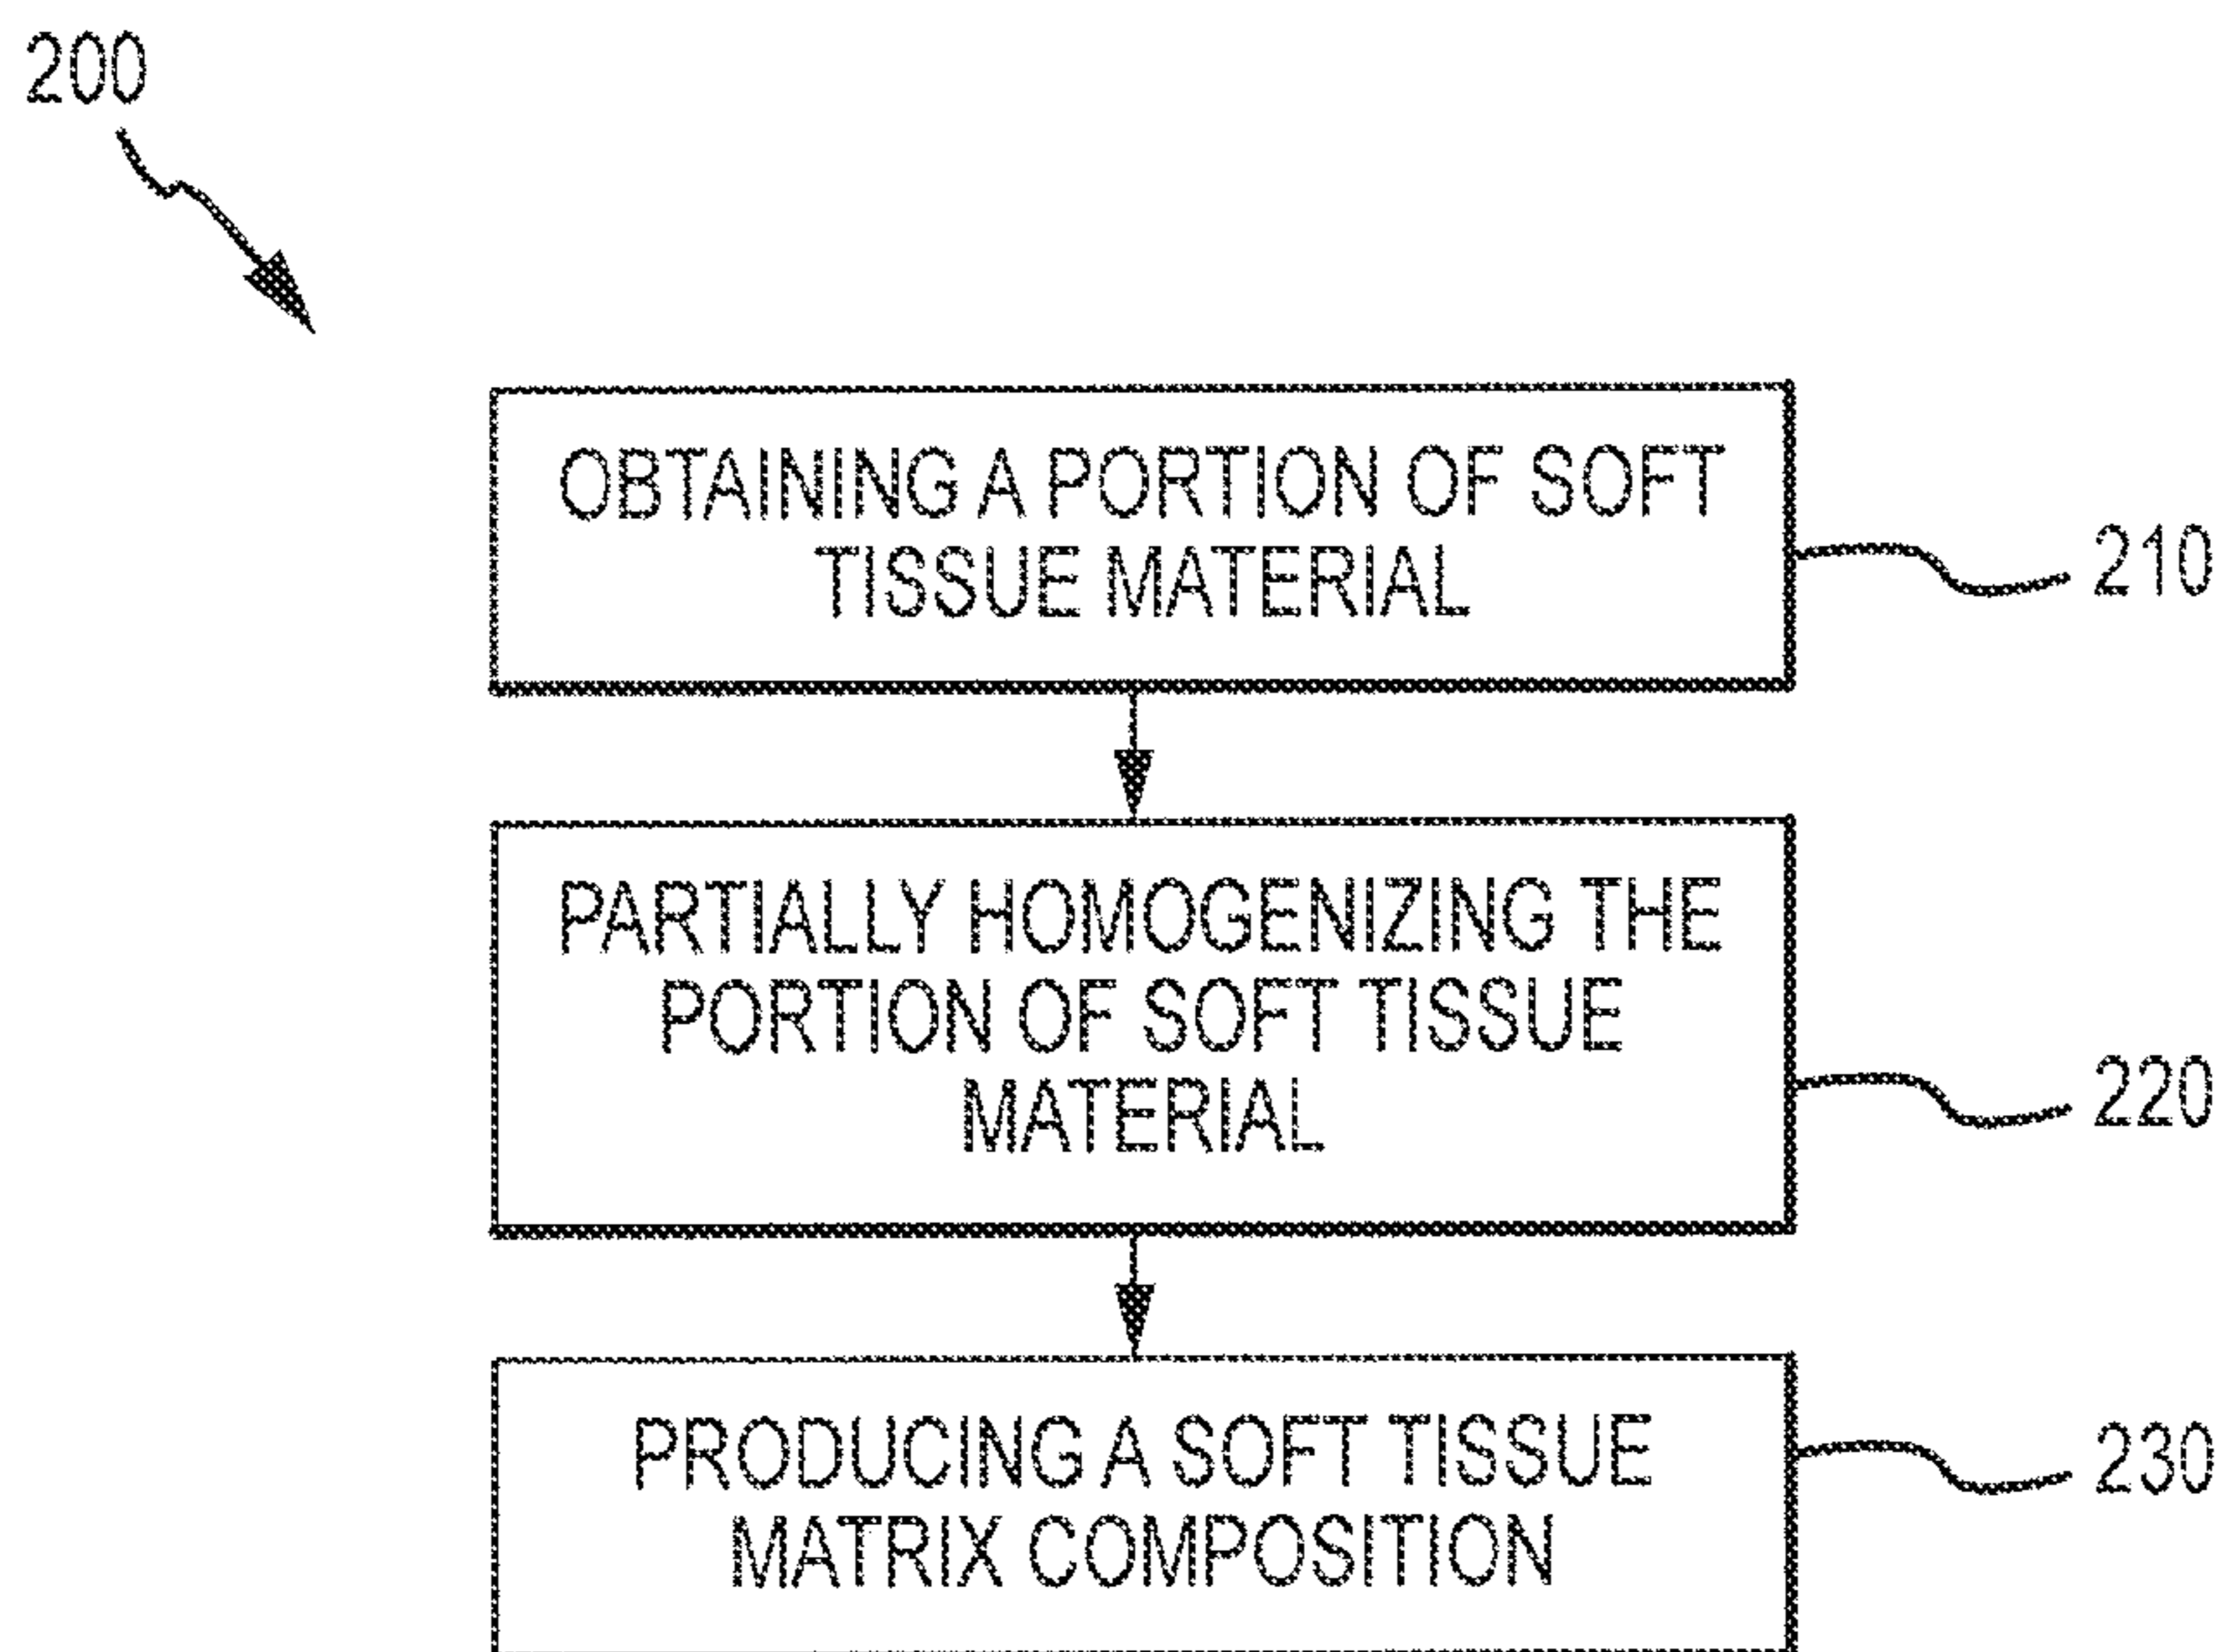 200
OBTAINING A PORTION OF SOFT
TISSUE MATERIAL
210
PARTIALLY HOMOGENIZING THE
PORTION OF SOFT TISSUE
MATERIAL
220
PRODUCING A SOFT TISSUE
MATRIX COMPOSITION
230